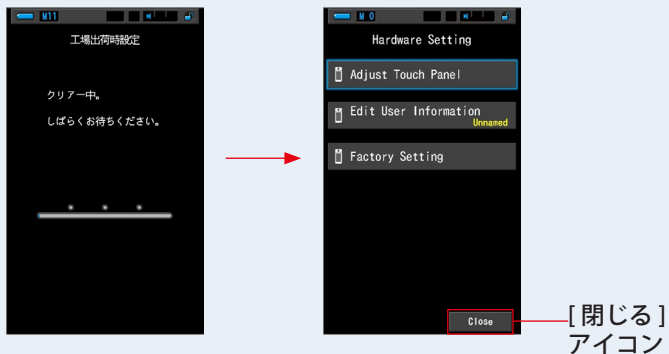 M11
工場出荷時設定
クリアー中。
しばらくお待ちください。
M 0
Hardware Setting
Adjust Touch Panel
Edit User Information
Unnamed
Factory Setting
Close
[ 閉じる ]
アイコン